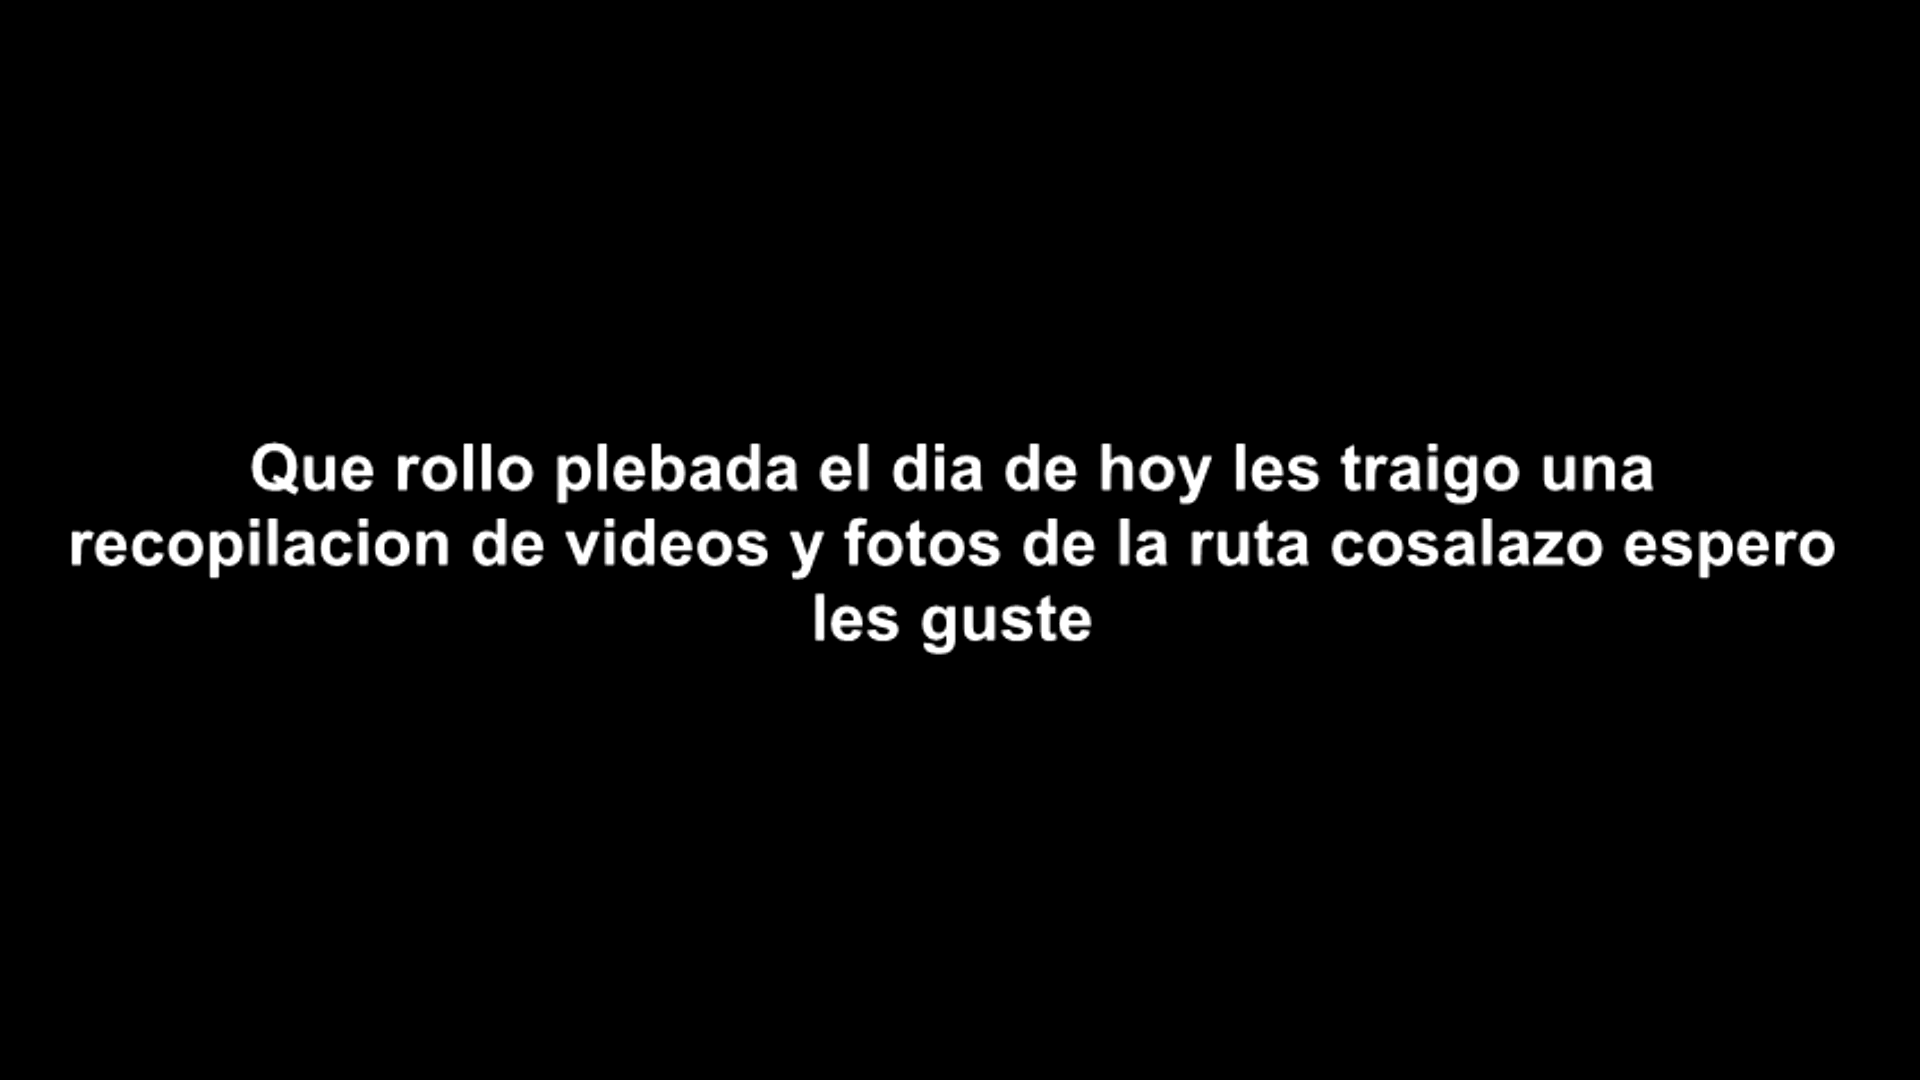 Que rollo plebada el dia de hoy les traigo una
recopilacion de videos y fotos de la ruta cosalazo espero
les guste